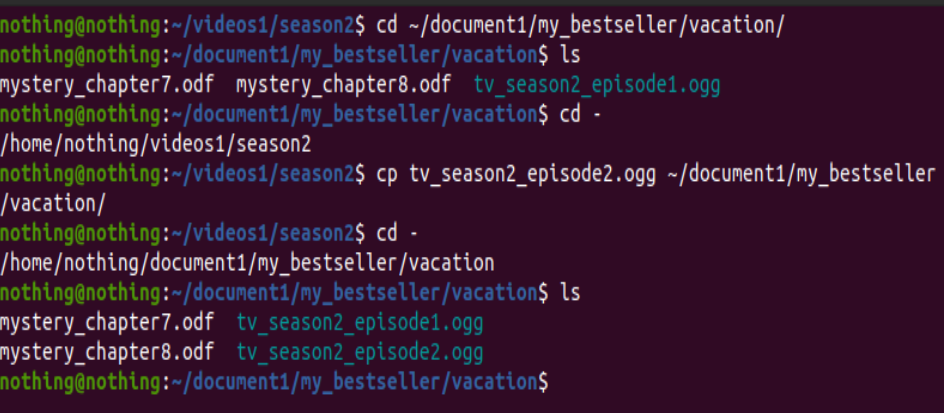 nothing@nothing:~/videos1/season2$ cd ~/document1/my_bestseller/vacation/
nothing@nothing:~/document1/my_bestseller/vacation$ ls
mystery_chapter7.odf  mystery_chapter8.odf  tv_season2_episode1.ogg
nothing@nothing:~/document1/my_bestseller/vacation$ cd -
/home/nothing/videos1/season2
nothing@nothing:~/videos1/season2$ cp tv_season2_episode2.ogg ~/document1/my_bestseller
/vacation/
nothing@nothing:~/videos1/season2$ cd -
/home/nothing/document1/my_bestseller/vacation
nothing@nothing:~/document1/my_bestseller/vacation$ ls
mystery_chapter7.odf  tv_season2_episode1.ogg
mystery_chapter8.odf  tv_season2_episode2.ogg
nothing@nothing:~/document1/my_bestseller/vacation$